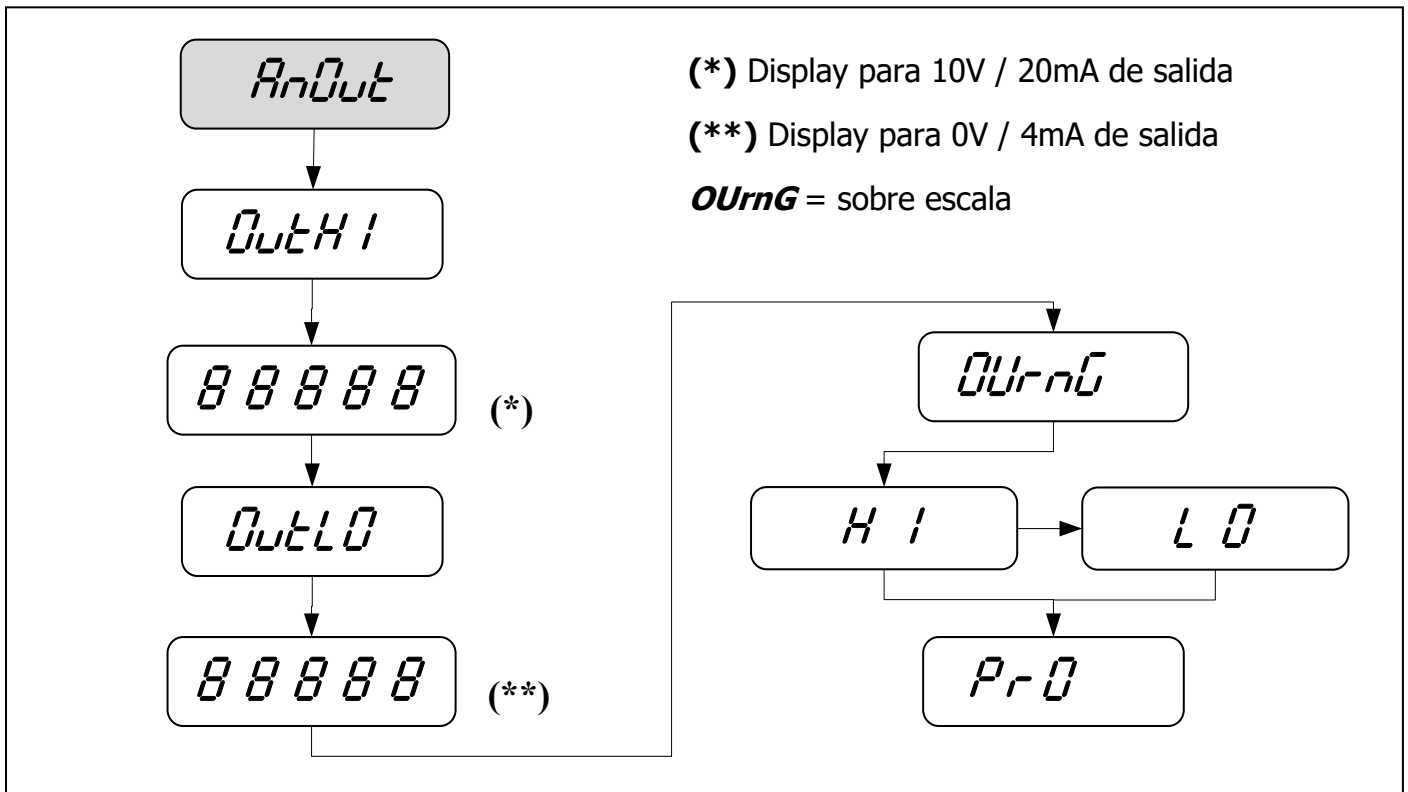 AnOut
(*) Display para 10V / 20mA de salida
(**) Display para 0V / 4mA de salida
OUrnG = sobre escala
OutHI
88888
(*)
OutLO
88888
(**)
OUrnG
HI
LO
PrO